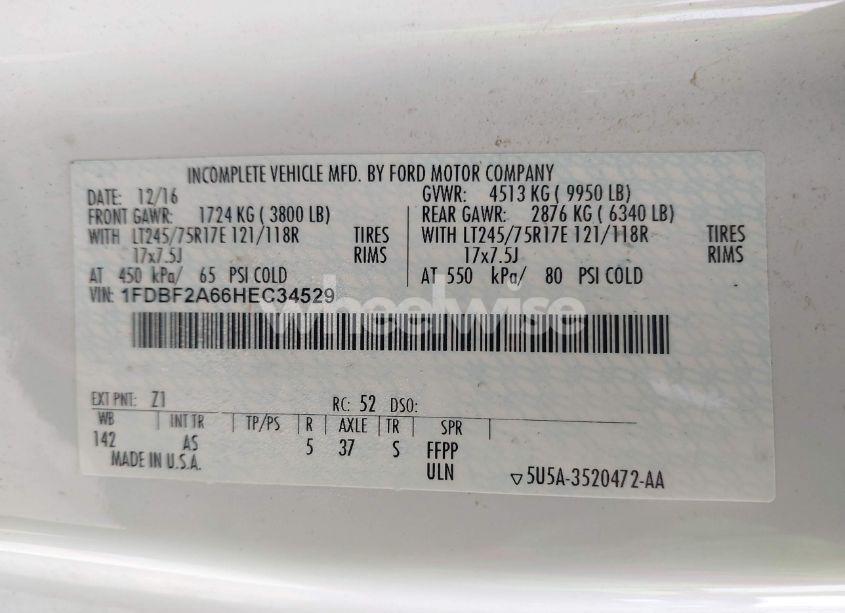 INCOMPLETE VEHICLE MFD. BY FORD MOTOR COMPANY
DATE: 12/16 GVWR: 4513 KG ( 9950 LB)
FRONT GAWR: 1724 KG ( 3800 LB) REAR GAWR: 2876 KG ( 6340 LB)
WITH LT245/75R17E 121/118R TIRES WITH LT245/75R17E 121/118R TIRES
17x7.5J RIMS 17x7.5J RIMS
AT 450 kPa/ 65 PSI COLD AT 550 kPa/ 80 PSI COLD
VIN: 1FDBF2A66HEC34529
wheelwise
EXT PNT: Z1 RC: 52 DSO:
WB INT TR TP/PS R AXLE TR SPR
142 AS 5 37 S FFPP
MADE IN U.S.A. ULN
5U5A-3520472-AA